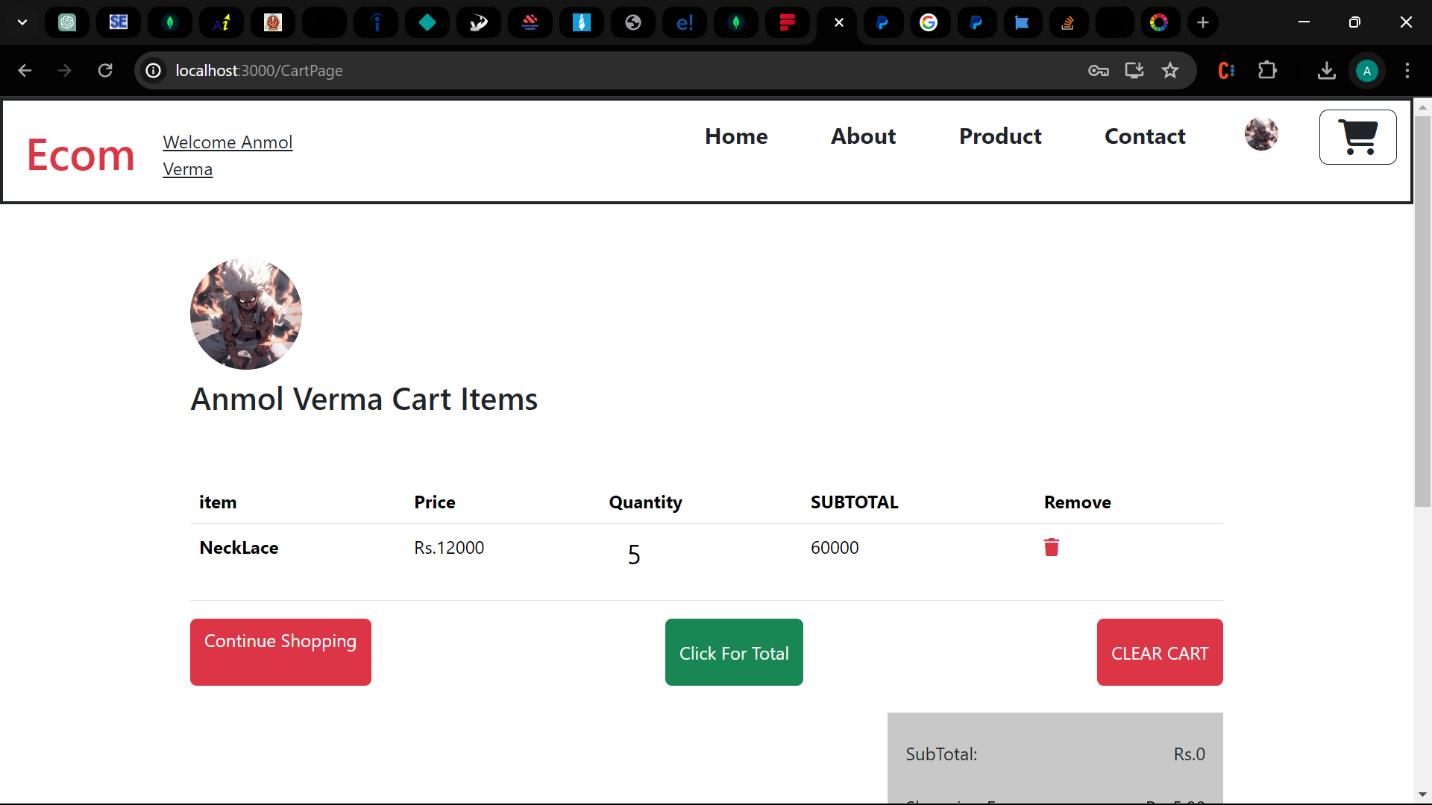 SE
e!
localhost:3000/CartPage
A
Ecom
Welcome Anmol
Verma
Home
About
Product
Contact
Anmol Verma Cart Items
item Price Quantity SUBTOTAL Remove
NeckLace Rs.12000 5 60000
Continue Shopping
Click For Total
CLEAR CART
SubTotal: Rs.0